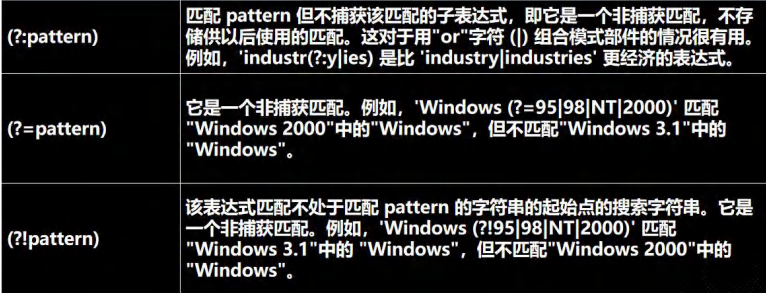 (?:pattern)
匹配 pattern 但不捕获该匹配的子表达式，即它是一个非捕获匹配，不存
储供以后使用的匹配。这对于用"or"字符 (|) 组合模式部件的情况很有用。
例如，'industr(?:y|ies) 是比 'industry|industries' 更经济的表达式。
(?=pattern)
它是一个非捕获匹配。例如，'Windows (?=95|98|NT|2000)' 匹配
"Windows 2000"中的"Windows"，但不匹配"Windows 3.1"中的
"Windows"。
(?!pattern)
该表达式匹配不处于匹配 pattern 的字符串的起始点的搜索字符串。它是
一个非捕获匹配。例如，'Windows (?!95|98|NT|2000)' 匹配
"Windows 3.1"中的 "Windows"，但不匹配"Windows 2000"中的
"Windows"。